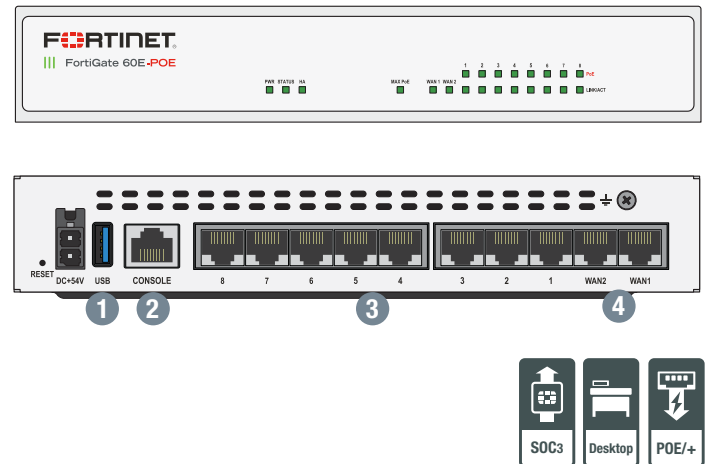 FORTINET
FortiGate 60E-POE
1 2 3 4 5 6 7 8
PoE
PWR STATUS HA MAX PoE WAN 1 WAN 2
LINK/ACT
RESET
DC+54V USB CONSOLE 8 7 6 5 4 3 2 1 WAN2 WAN1
1 2 3 4
SOC3 Desktop POE/+